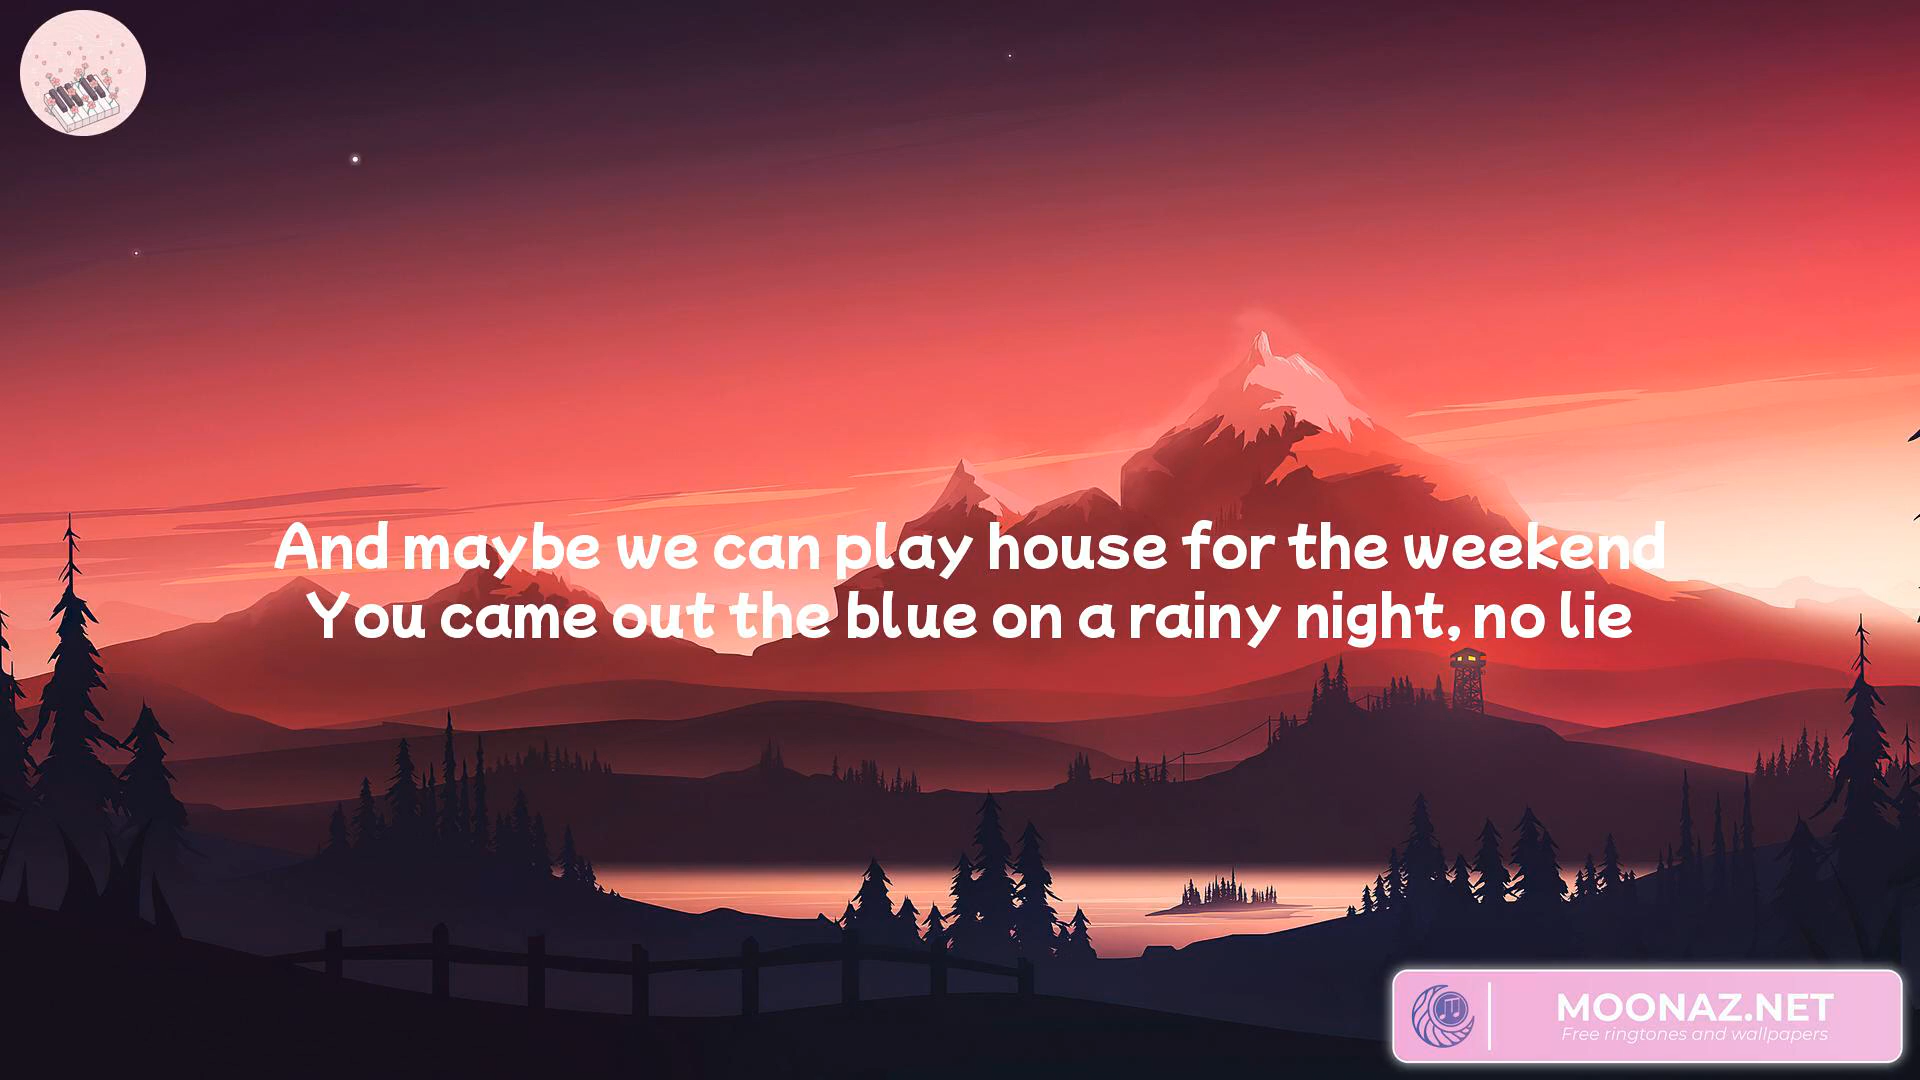 And maybe we can play house for the weekend
You came out the blue on a rainy night, no lie
MOONAZ.NET
Free ringtones and wallpapers